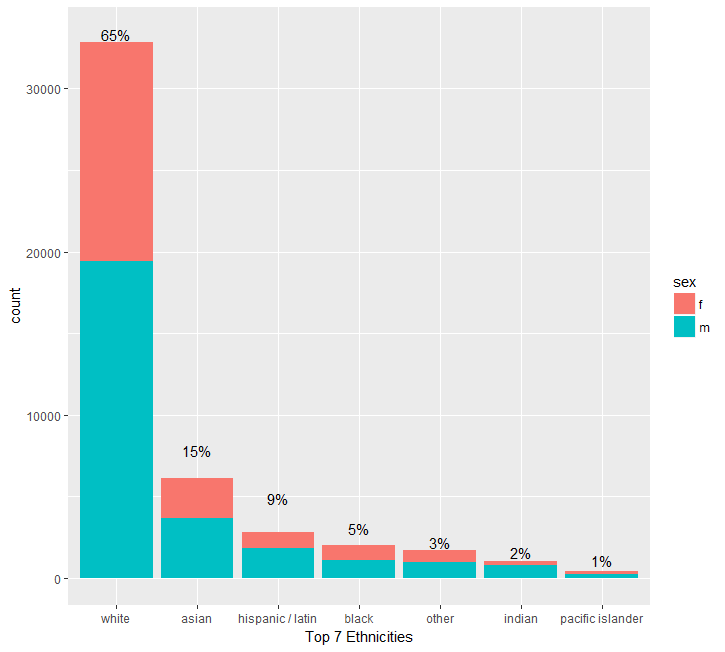 65%
30000
20000
count
sex
f
m
10000
15%
9%
5%
3%
2%
1%
0
white asian hispanic / latin black other indian pacific islander
Top 7 Ethnicities